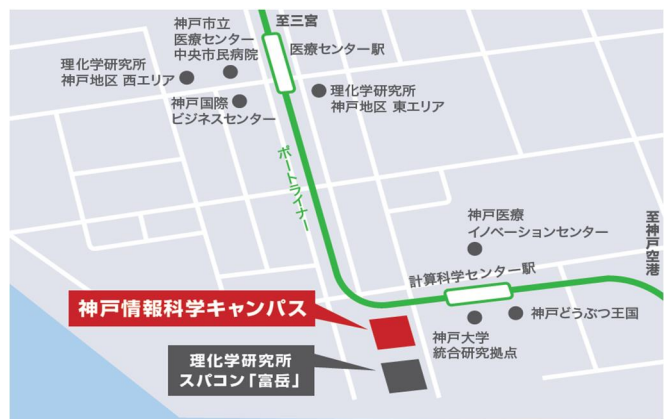 至三宮
神戸市立
医療センター
中央市民病院
医療センター駅
理化学研究所
神戸地区 西エリア
神戸国際
ビジネスセンター
理化学研究所
神戸地区 東エリア
ポートライナー
神戸医療
イノベーションセンター
至神戸空港
計算科学センター駅
神戸情報科学キャンパス
神戸どうぶつ王国
神戸大学
統合研究拠点
理化学研究所
スパコン「富岳」